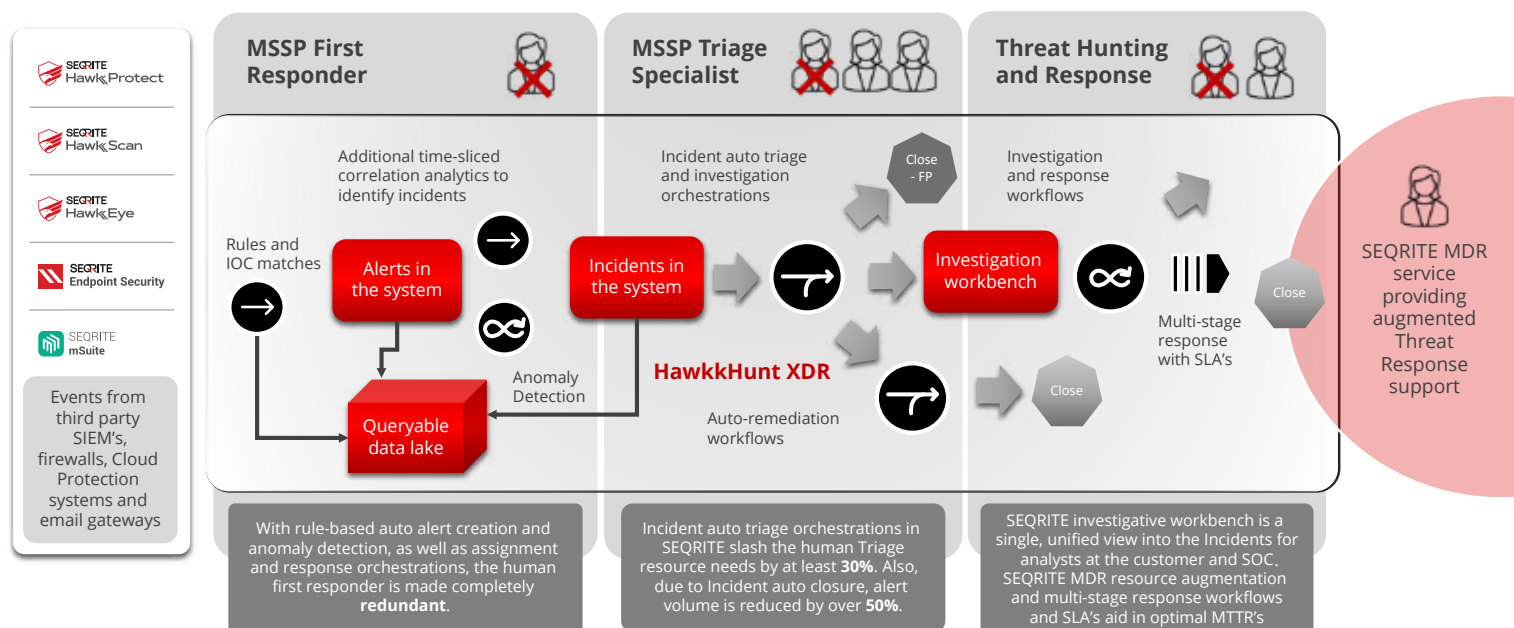 SEQRITE
HawkkProtect
SEQRITE
HawkkScan
SEQRITE
HawkkEye
SEQRITE
Endpoint Security
SEQRITE
mSuite
Events from
third party
SIEM's,
firewalls, Cloud
Protection
systems and
email gateways
MSSP First
Responder
Additional time-sliced
correlation analytics to
identify incidents
Rules and
IOC matches
Alerts in
the system
Anomaly
Detection
Queryable
data lake
With rule-based auto alert creation and
anomaly detection, as well as assignment
and response orchestrations, the human
first responder is made completely
redundant.
MSSP Triage
Specialist
Incident auto triage
and investigation
orchestrations
Close
- FP
Incidents in
the system
HawkkHunt XDR
Auto-remediation
workflows
Incident auto triage orchestrations in
SEQRITE slash the human Triage
resource needs by at least 30%. Also,
due to Incident auto closure, alert
volume is reduced by over 50%.
Threat Hunting
and Response
Investigation
and response
workflows
Investigation
workbench
Close
Multi-stage
response
with SLA's
Close
SEQRITE investigative workbench is a
single, unified view into the Incidents for
analysts at the customer and SOC.
SEQRITE MDR resource augmentation
and multi-stage response workflows
and SLA's aid in optimal MTTR's
SEQRITE MDR
service
providing
augmented
Threat
Response
support